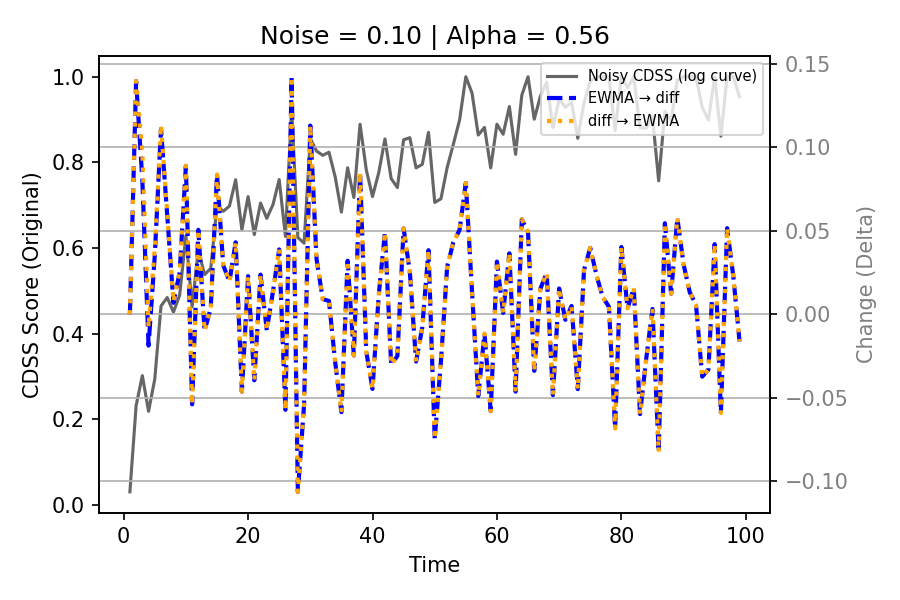 Noise = 0.10 | Alpha = 0.56
Noisy CDSS (log curve)
EWMA → diff
diff → EWMA
CDSS Score (Original)
1.0
0.8
0.6
0.4
0.2
0.0
0.15
0.10
0.05
0.00
−0.05
−0.10
Change (Delta)
0 20 40 60 80 100
Time